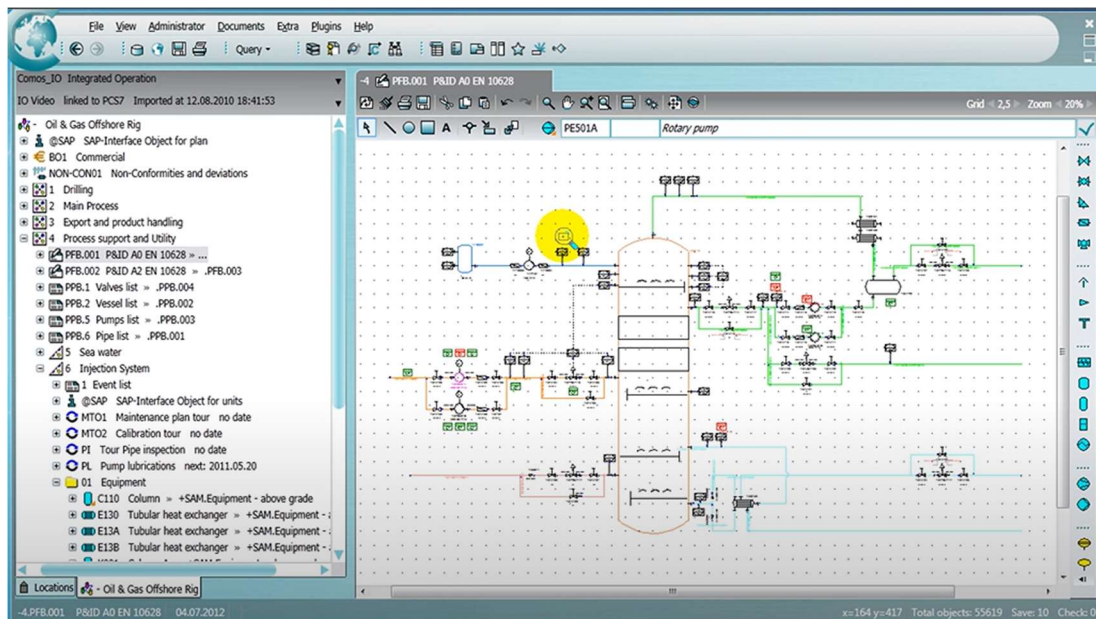 File View Administrator Documents Extra Plugins Help
Query
Comos_IO Integrated Operation
IO Video linked to PCS7 Imported at 12.08.2010 18:41:53
- Oil & Gas Offshore Rig
@SAP SAP-Interface Object for plan
BO1 Commercial
NON-CON01 Non-Conformities and deviations
1 Drilling
2 Main Process
3 Export and product handling
4 Process support and Utility
PFB.001 P&ID A0 EN 10628 » ...
PFB.002 P&ID A2 EN 10628 » .PFB.003
PPB.1 Valves list » .PPB.004
PPB.2 Vessel list » .PPB.002
PPB.5 Pumps list » .PPB.003
PPB.6 Pipe list » .PPB.001
5 Sea water
6 Injection System
1 Event list
@SAP SAP-Interface Object for units
MTO1 Maintenance plan tour no date
MTO2 Calibration tour no date
PI Tour Pipe inspection no date
PL Pump lubrications next: 2011.05.20
01 Equipment
C110 Column » +SAM.Equipment - above grade
E130 Tubular heat exchanger » +SAM.Equipment - a
E13A Tubular heat exchanger » +SAM.Equipment -
E13B Tubular heat exchanger » +SAM.Equipment -
Locations - Oil & Gas Offshore Rig
-4 PFB.001 P&ID A0 EN 10628
Grid 2,5 Zoom 20%
A PE501A Rotary pump
-4.PFB.001 P&ID A0 EN 10628 04.07.2012 x=164 y=417 Total objects: 55619 Save: 10 Check: 0